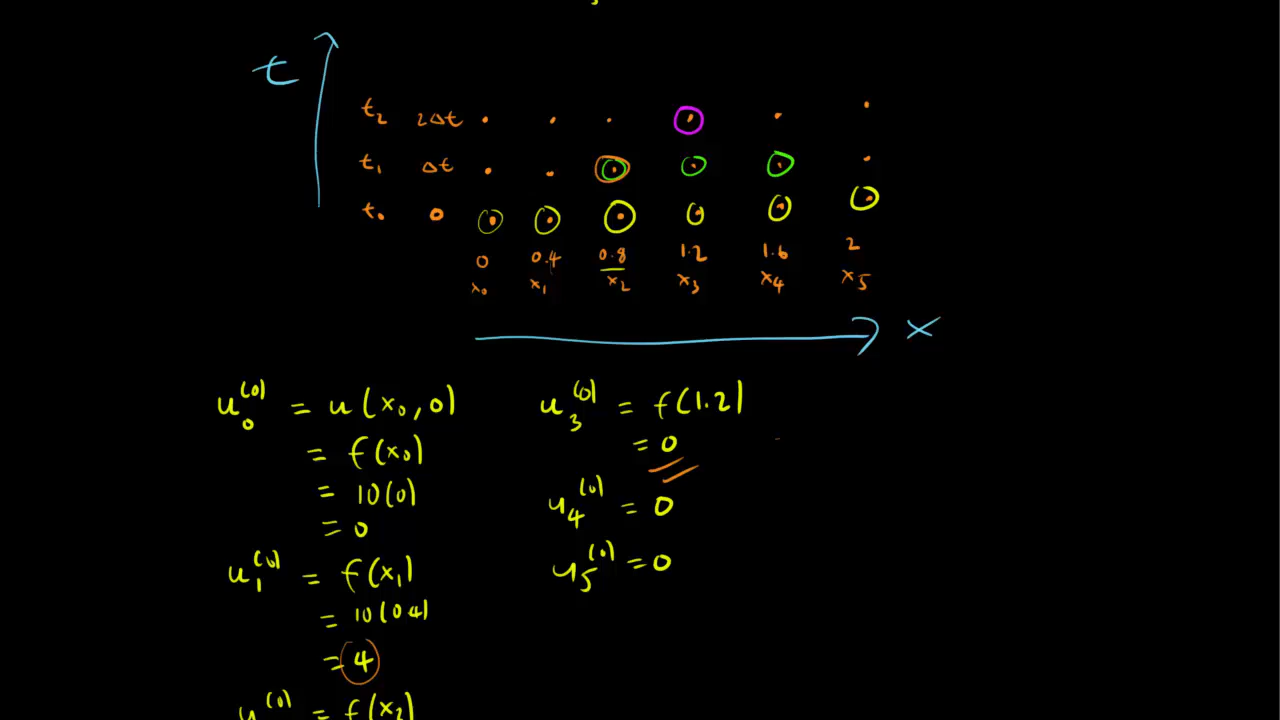 t
t₂ 2Δt
t₁ Δt
t₀ 0
0 0.4 0.8 1.2 1.6 2
x₀ x₁ x₂ x₃ x₄ x₅
x
u₀⁽⁰⁾ = u(x₀, 0)
= f(x₀)
= 10(0)
= 0
u₁⁽⁰⁾ = f(x₁)
= 10(0.4)
= 4
u⁽⁰⁾ = f(x₂)
u₃⁽⁰⁾ = f(1.2)
= 0
u₄⁽⁰⁾ = 0
u₅⁽⁰⁾ = 0